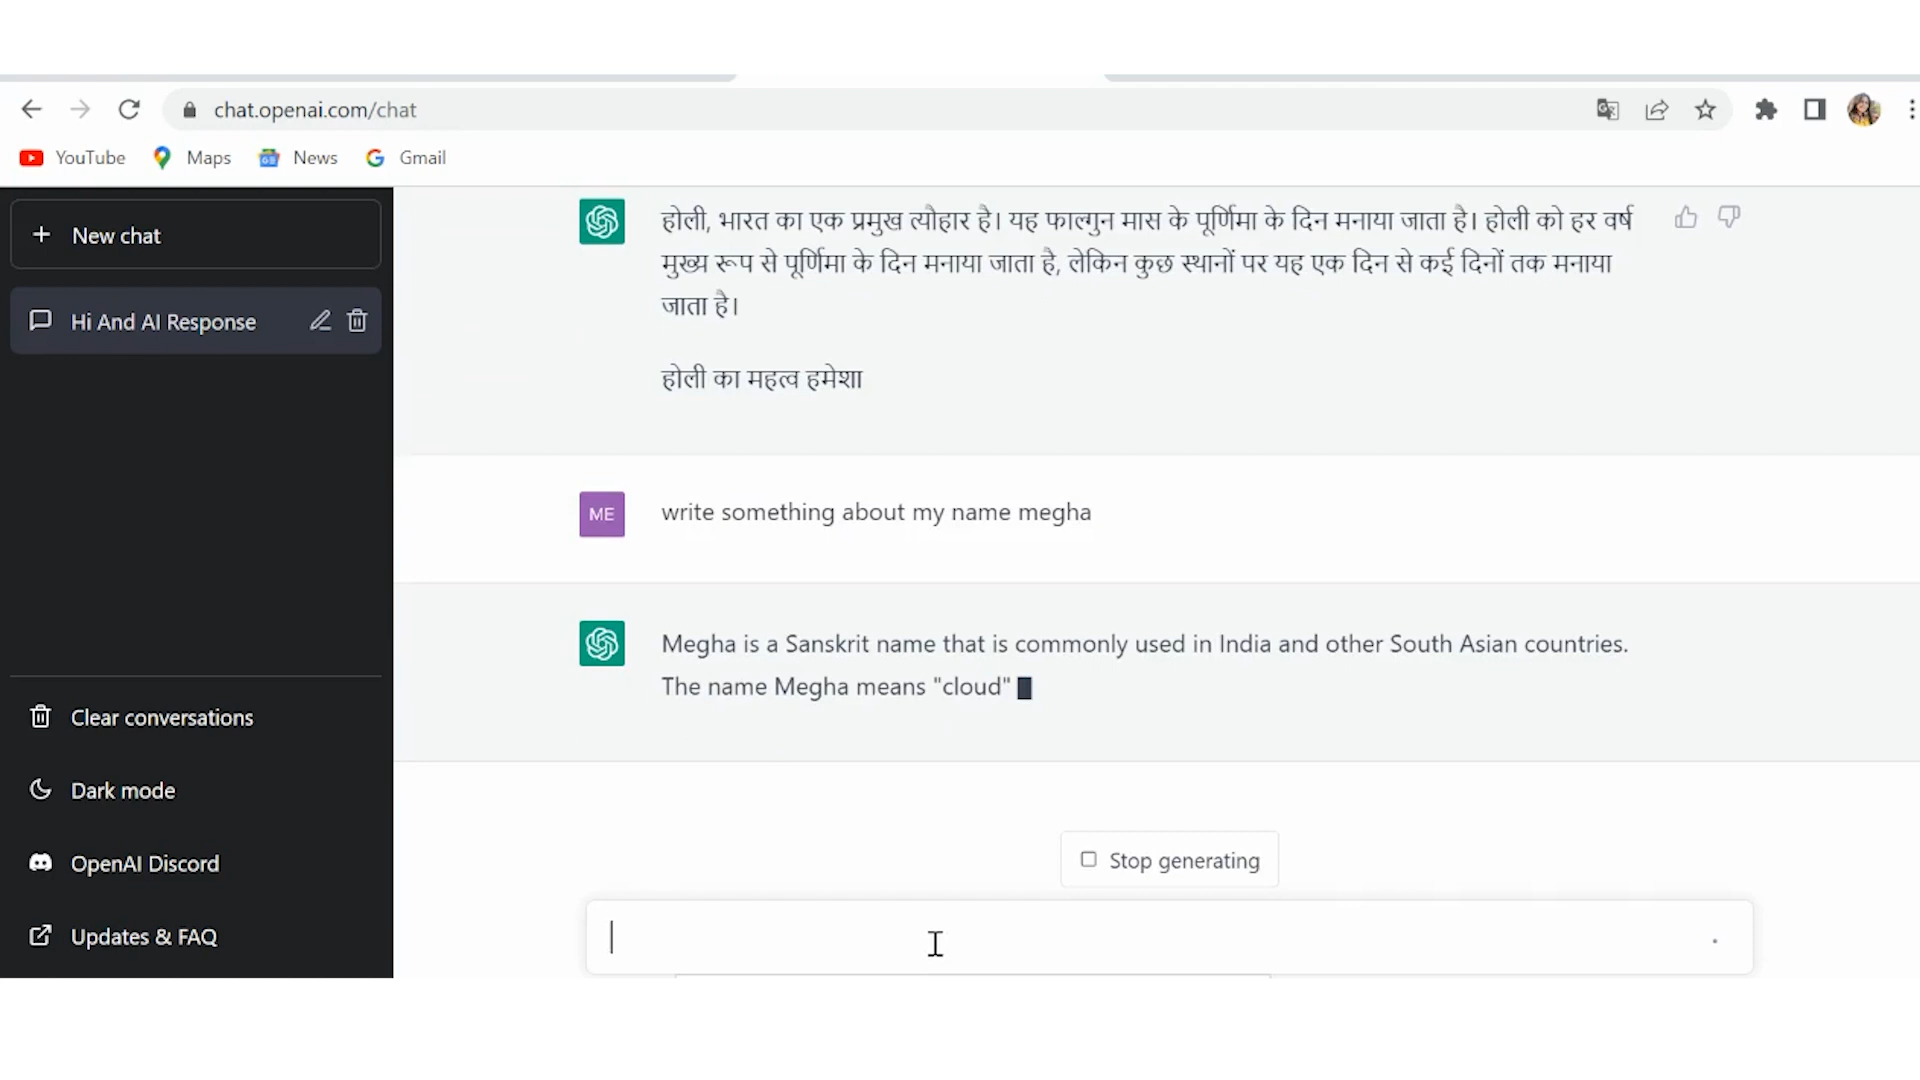 chat.openai.com/chat
YouTube Maps News Gmail
New chat
Hi And AI Response
Clear conversations
Dark mode
OpenAI Discord
Updates & FAQ
होली, भारत का एक प्रमुख त्यौहार है। यह फाल्गुन मास के पूर्णिमा के दिन मनाया जाता है। होली को हर वर्ष
मुख्य रूप से पूर्णिमा के दिन मनाया जाता है, लेकिन कुछ स्थानों पर यह एक दिन से कई दिनों तक मनाया
जाता है।
होली का महत्व हमेशा
ME
write something about my name megha
Megha is a Sanskrit name that is commonly used in India and other South Asian countries.
The name Megha means "cloud"
Stop generating